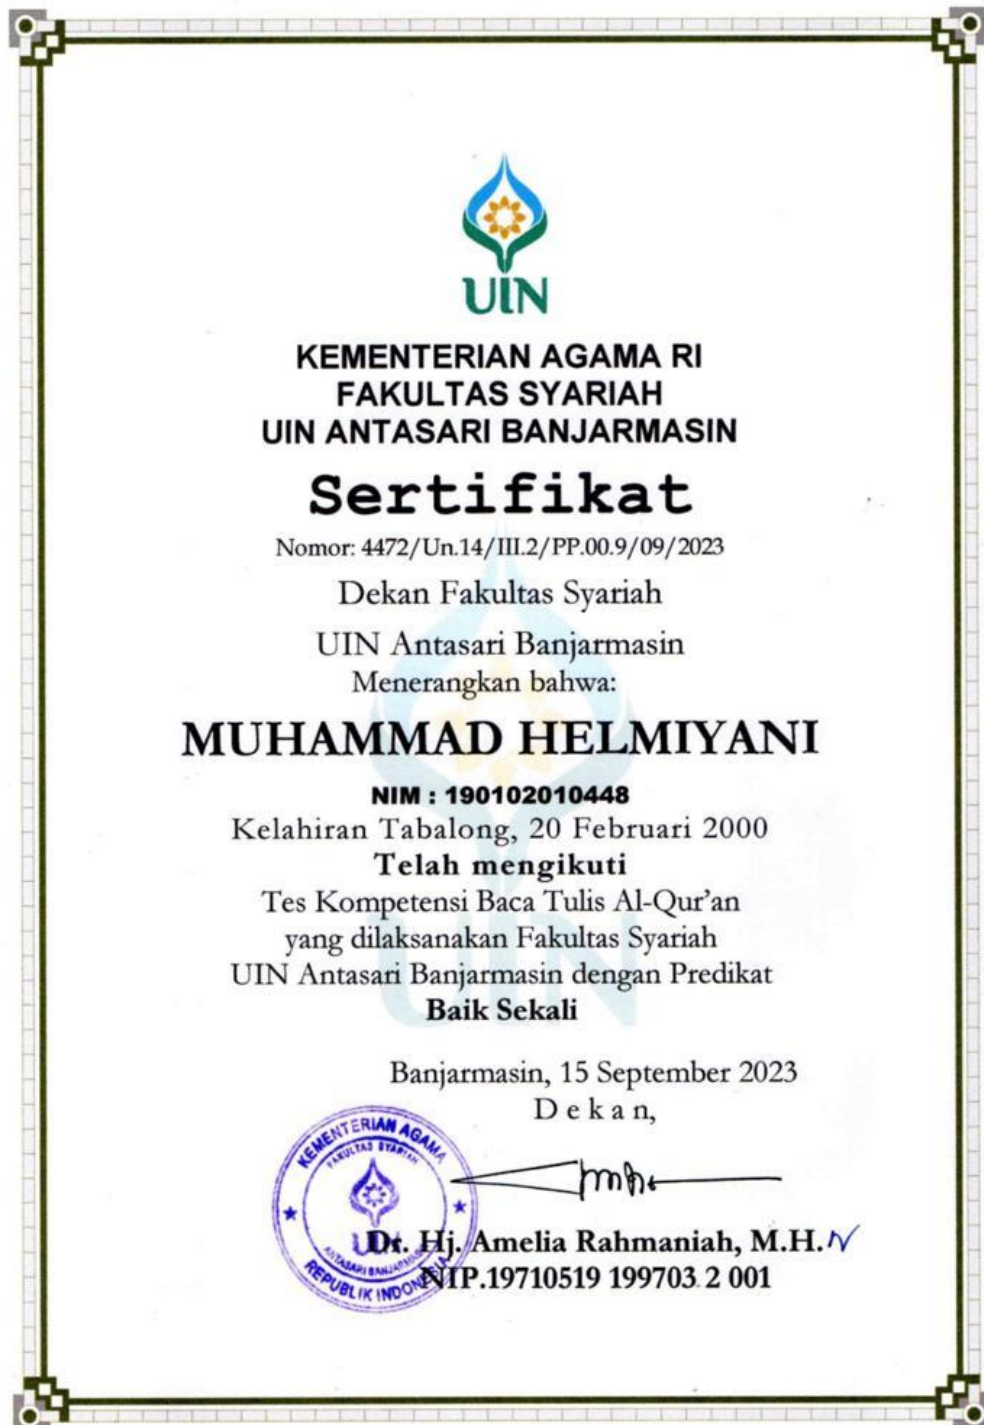 UIN
KEMENTERIAN AGAMA RI
FAKULTAS SYARIAH
UIN ANTASARI BANJARMASIN
Sertifikat
Nomor: 4472/Un.14/III.2/PP.00.9/09/2023
Dekan Fakultas Syariah
UIN Antasari Banjarmasin
Menerangkan bahwa:
MUHAMMAD HELMIYANI
NIM : 190102010448
Kelahiran Tabalong, 20 Februari 2000
Telah mengikuti
Tes Kompetensi Baca Tulis Al-Qur'an
yang dilaksanakan Fakultas Syariah
UIN Antasari Banjarmasin dengan Predikat
Baik Sekali
UIN
Banjarmasin, 15 September 2023
D e k a n,
KEMENTERIAN AGAMA
FAKULTAS SYARIAH
UIN
ANTASARI BANJARMASIN
REPUBLIK INDONESIA
Dr. Hj. Amelia Rahmaniah, M.H.
NIP.19710519 199703 2 001